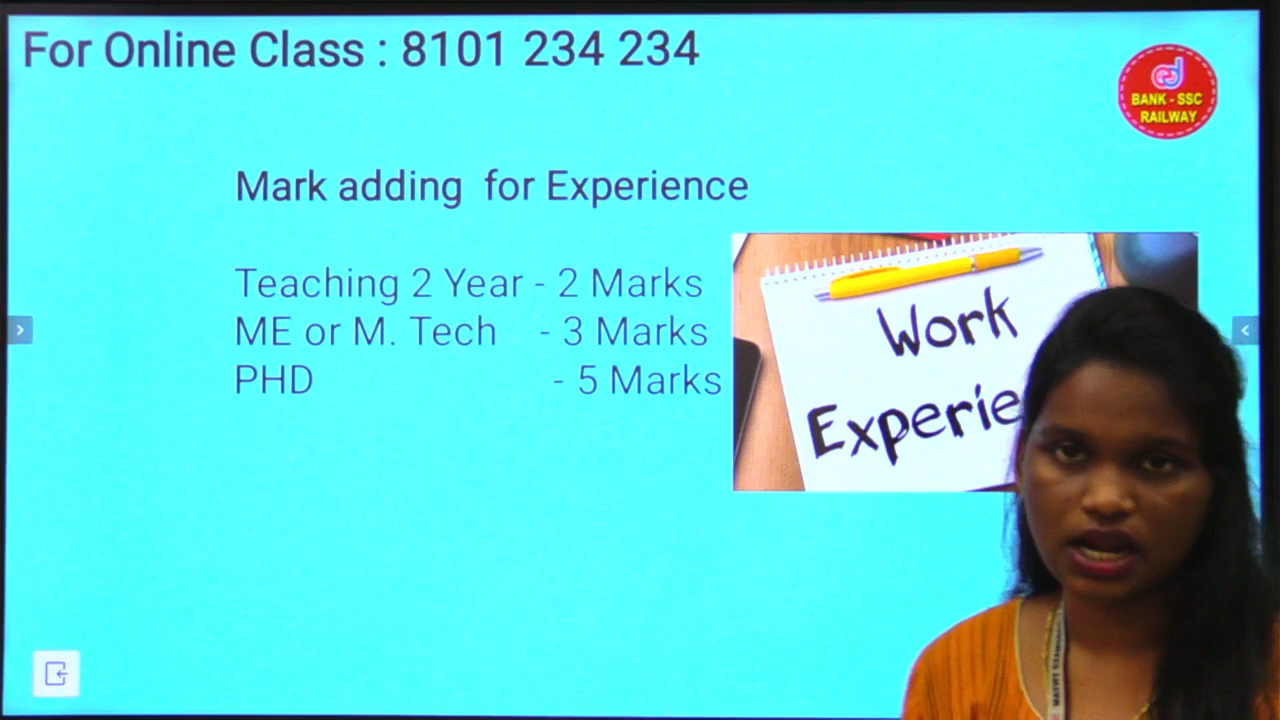 For Online Class : 8101 234 234
BANK - SSC
RAILWAY
Mark adding for Experience
Teaching 2 Year - 2 Marks
ME or M. Tech - 3 Marks
PHD - 5 Marks
Work
Experie